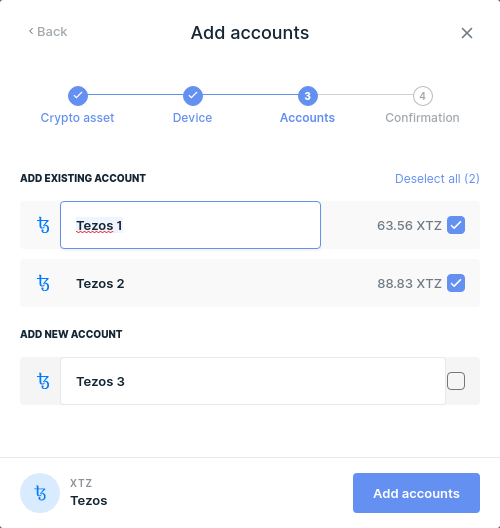 Back
Add accounts
3
4
Crypto asset
Device
Accounts
Confirmation
ADD EXISTING ACCOUNT
Deselect all (2)
Tezos 1
63.56 XTZ
Tezos 2
88.83 XTZ
ADD NEW ACCOUNT
Tezos 3
XTZ
Tezos
Add accounts